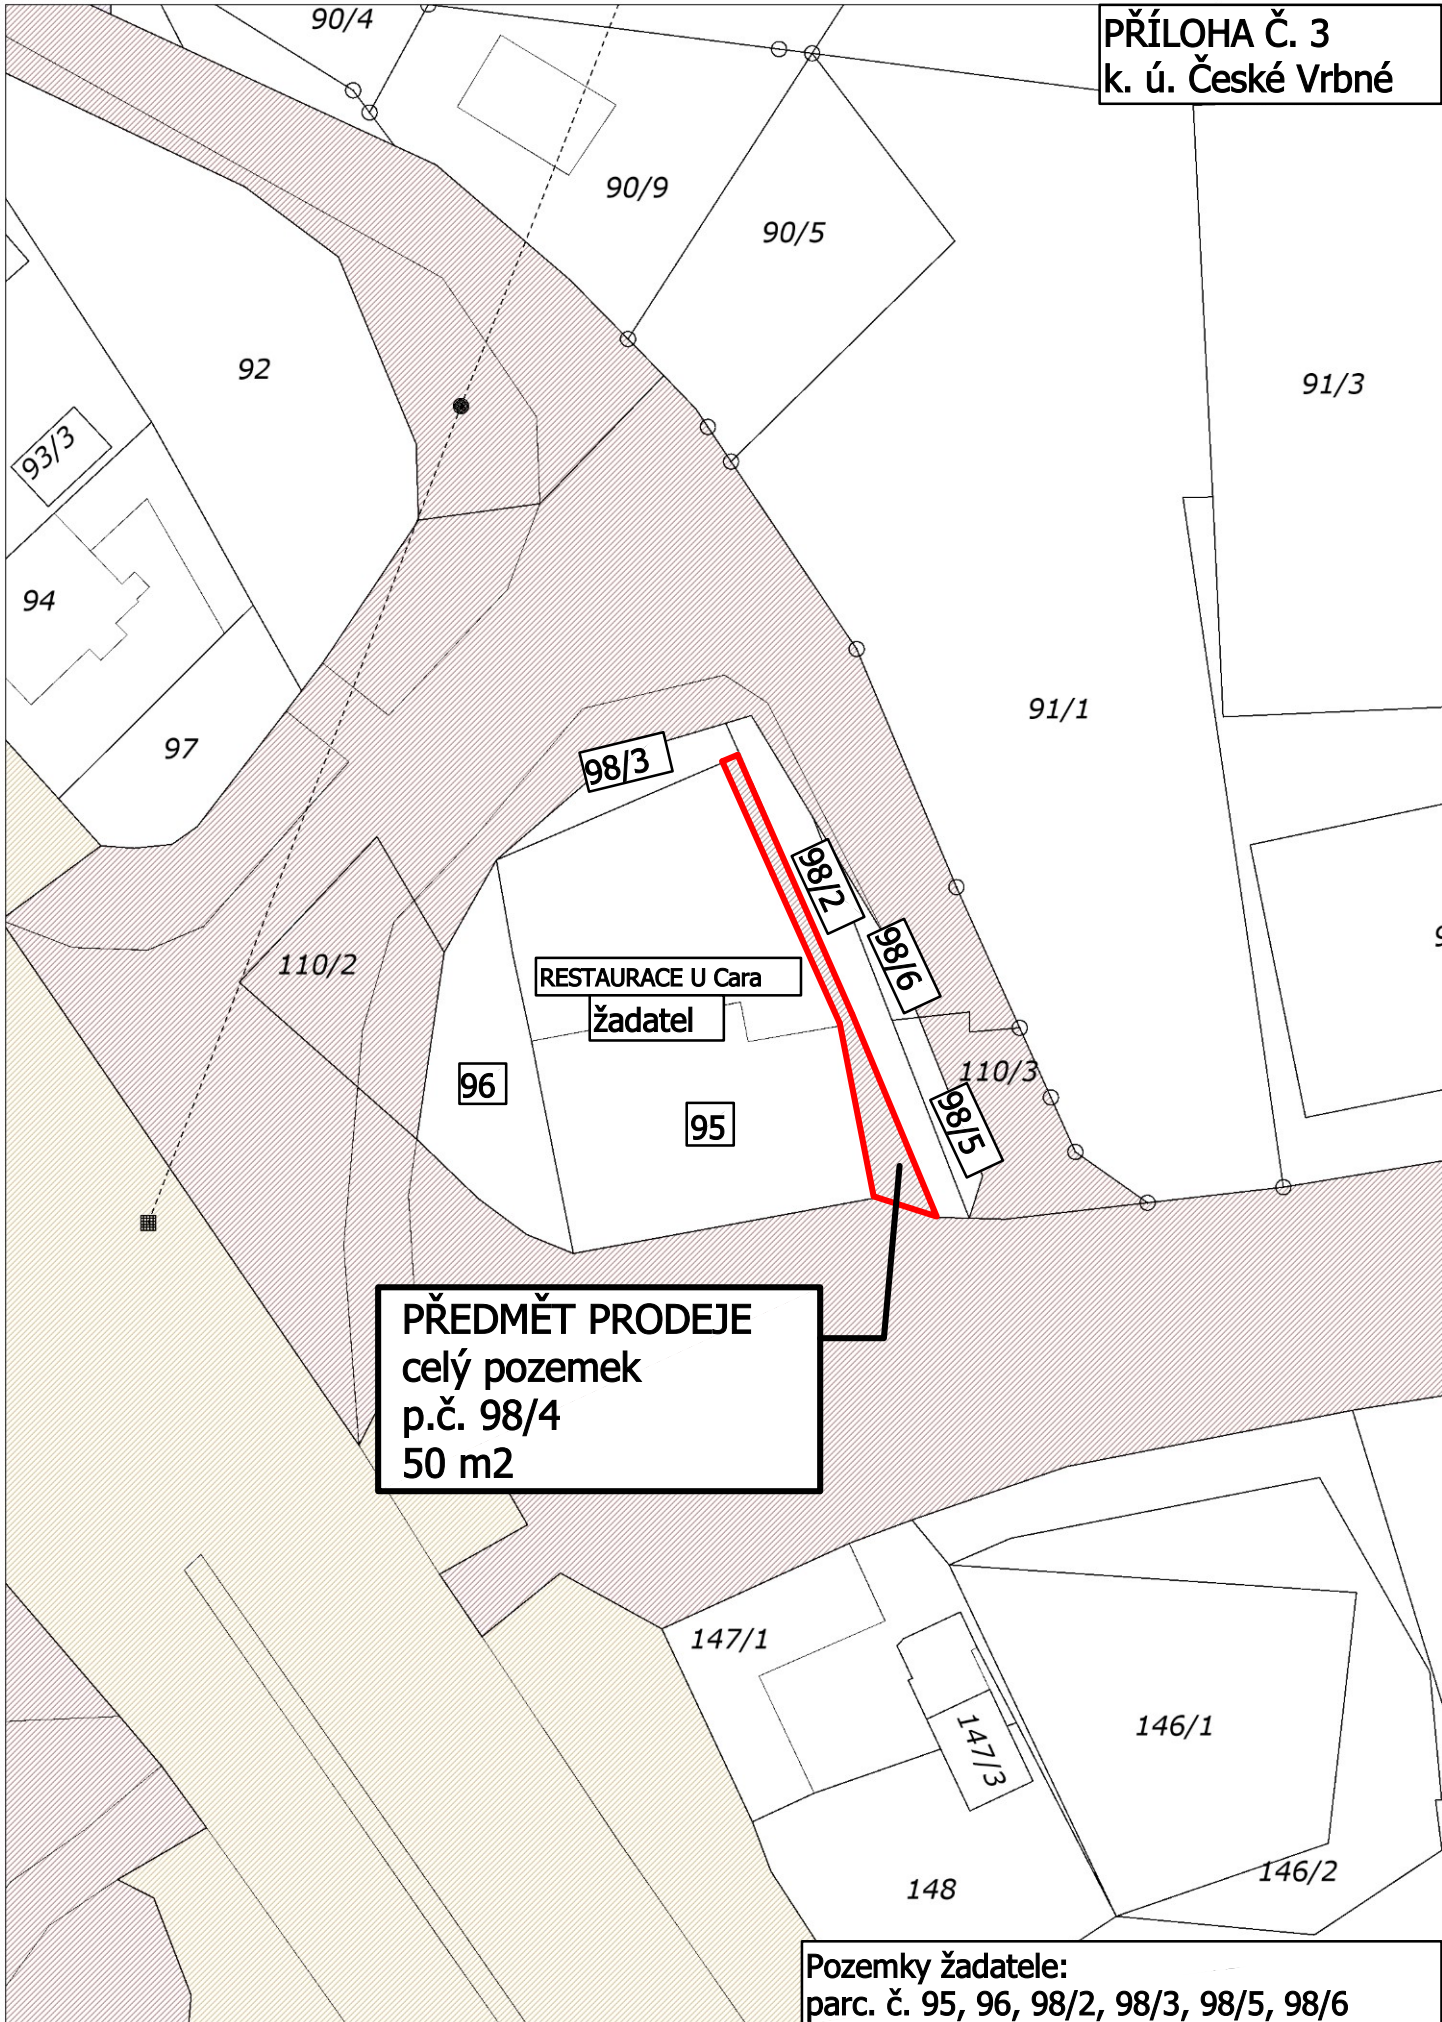 90/4
PŘÍLOHA Č. 3
k. ú. České Vrbné
90/9
90/5
92
91/3
93/3
94
91/1
97
98/3
98/2
98/6
110/2
RESTAURACE U Cara
žadatel
96
110/3
95
98/5
PŘEDMĚT PRODEJE
celý pozemek
p.č. 98/4
50 m2
147/1
147/3
146/1
146/2
148
Pozemky žadatele:
parc. č. 95, 96, 98/2, 98/3, 98/5, 98/6